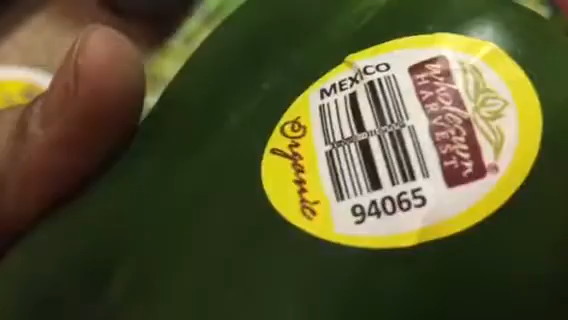 MEXICO
Organic
wholesum
HARVEST
®
94065